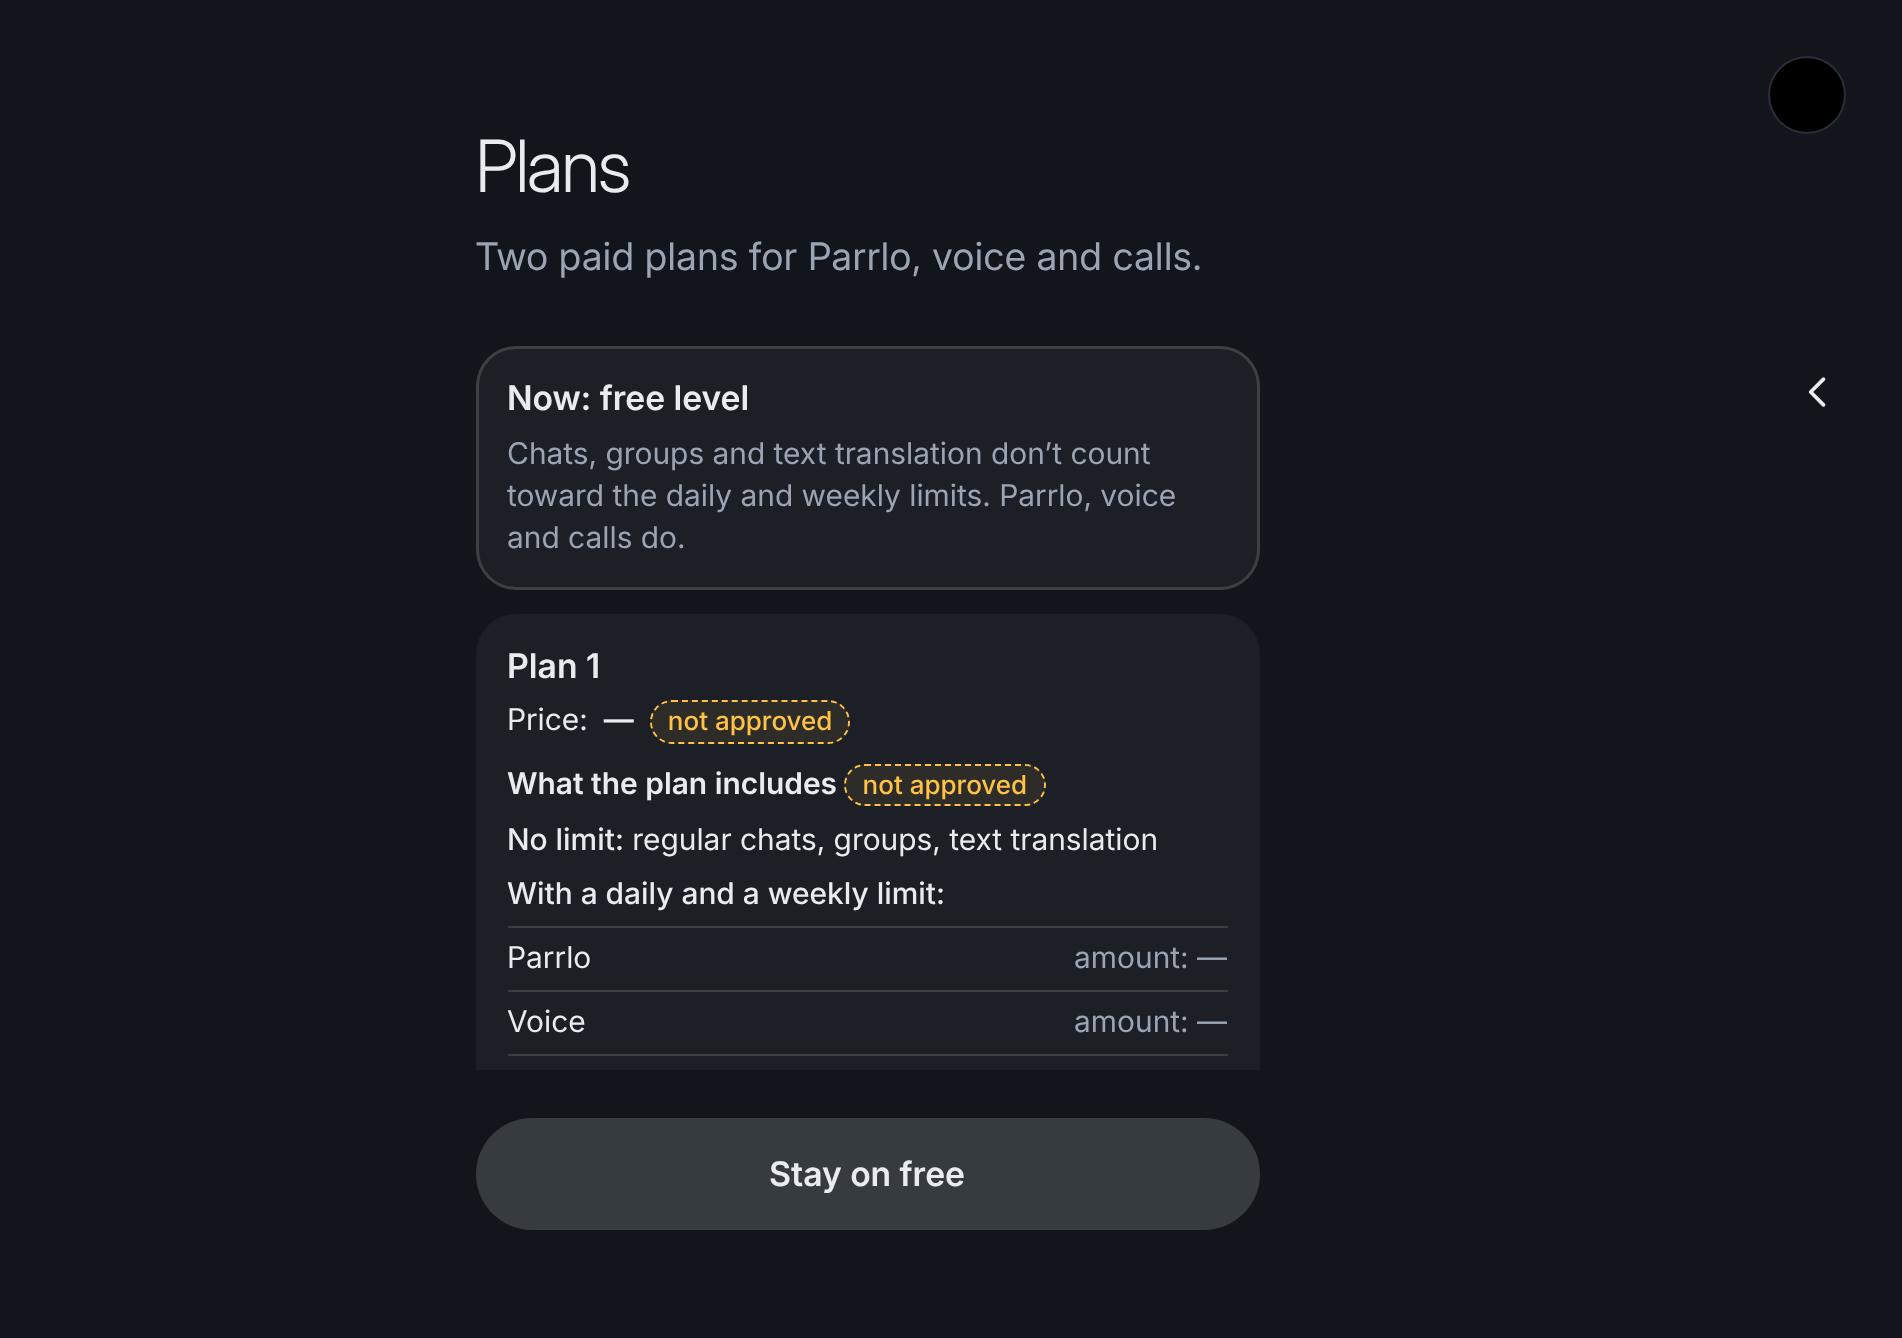 Plans
Two paid plans for Parrlo, voice and calls.
Now: free level
Chats, groups and text translation don’t count
toward the daily and weekly limits. Parrlo, voice
and calls do.
Plan 1
Price: — not approved
What the plan includes not approved
No limit: regular chats, groups, text translation
With a daily and a weekly limit:
Parrlo amount: —
Voice amount: —
Stay on free